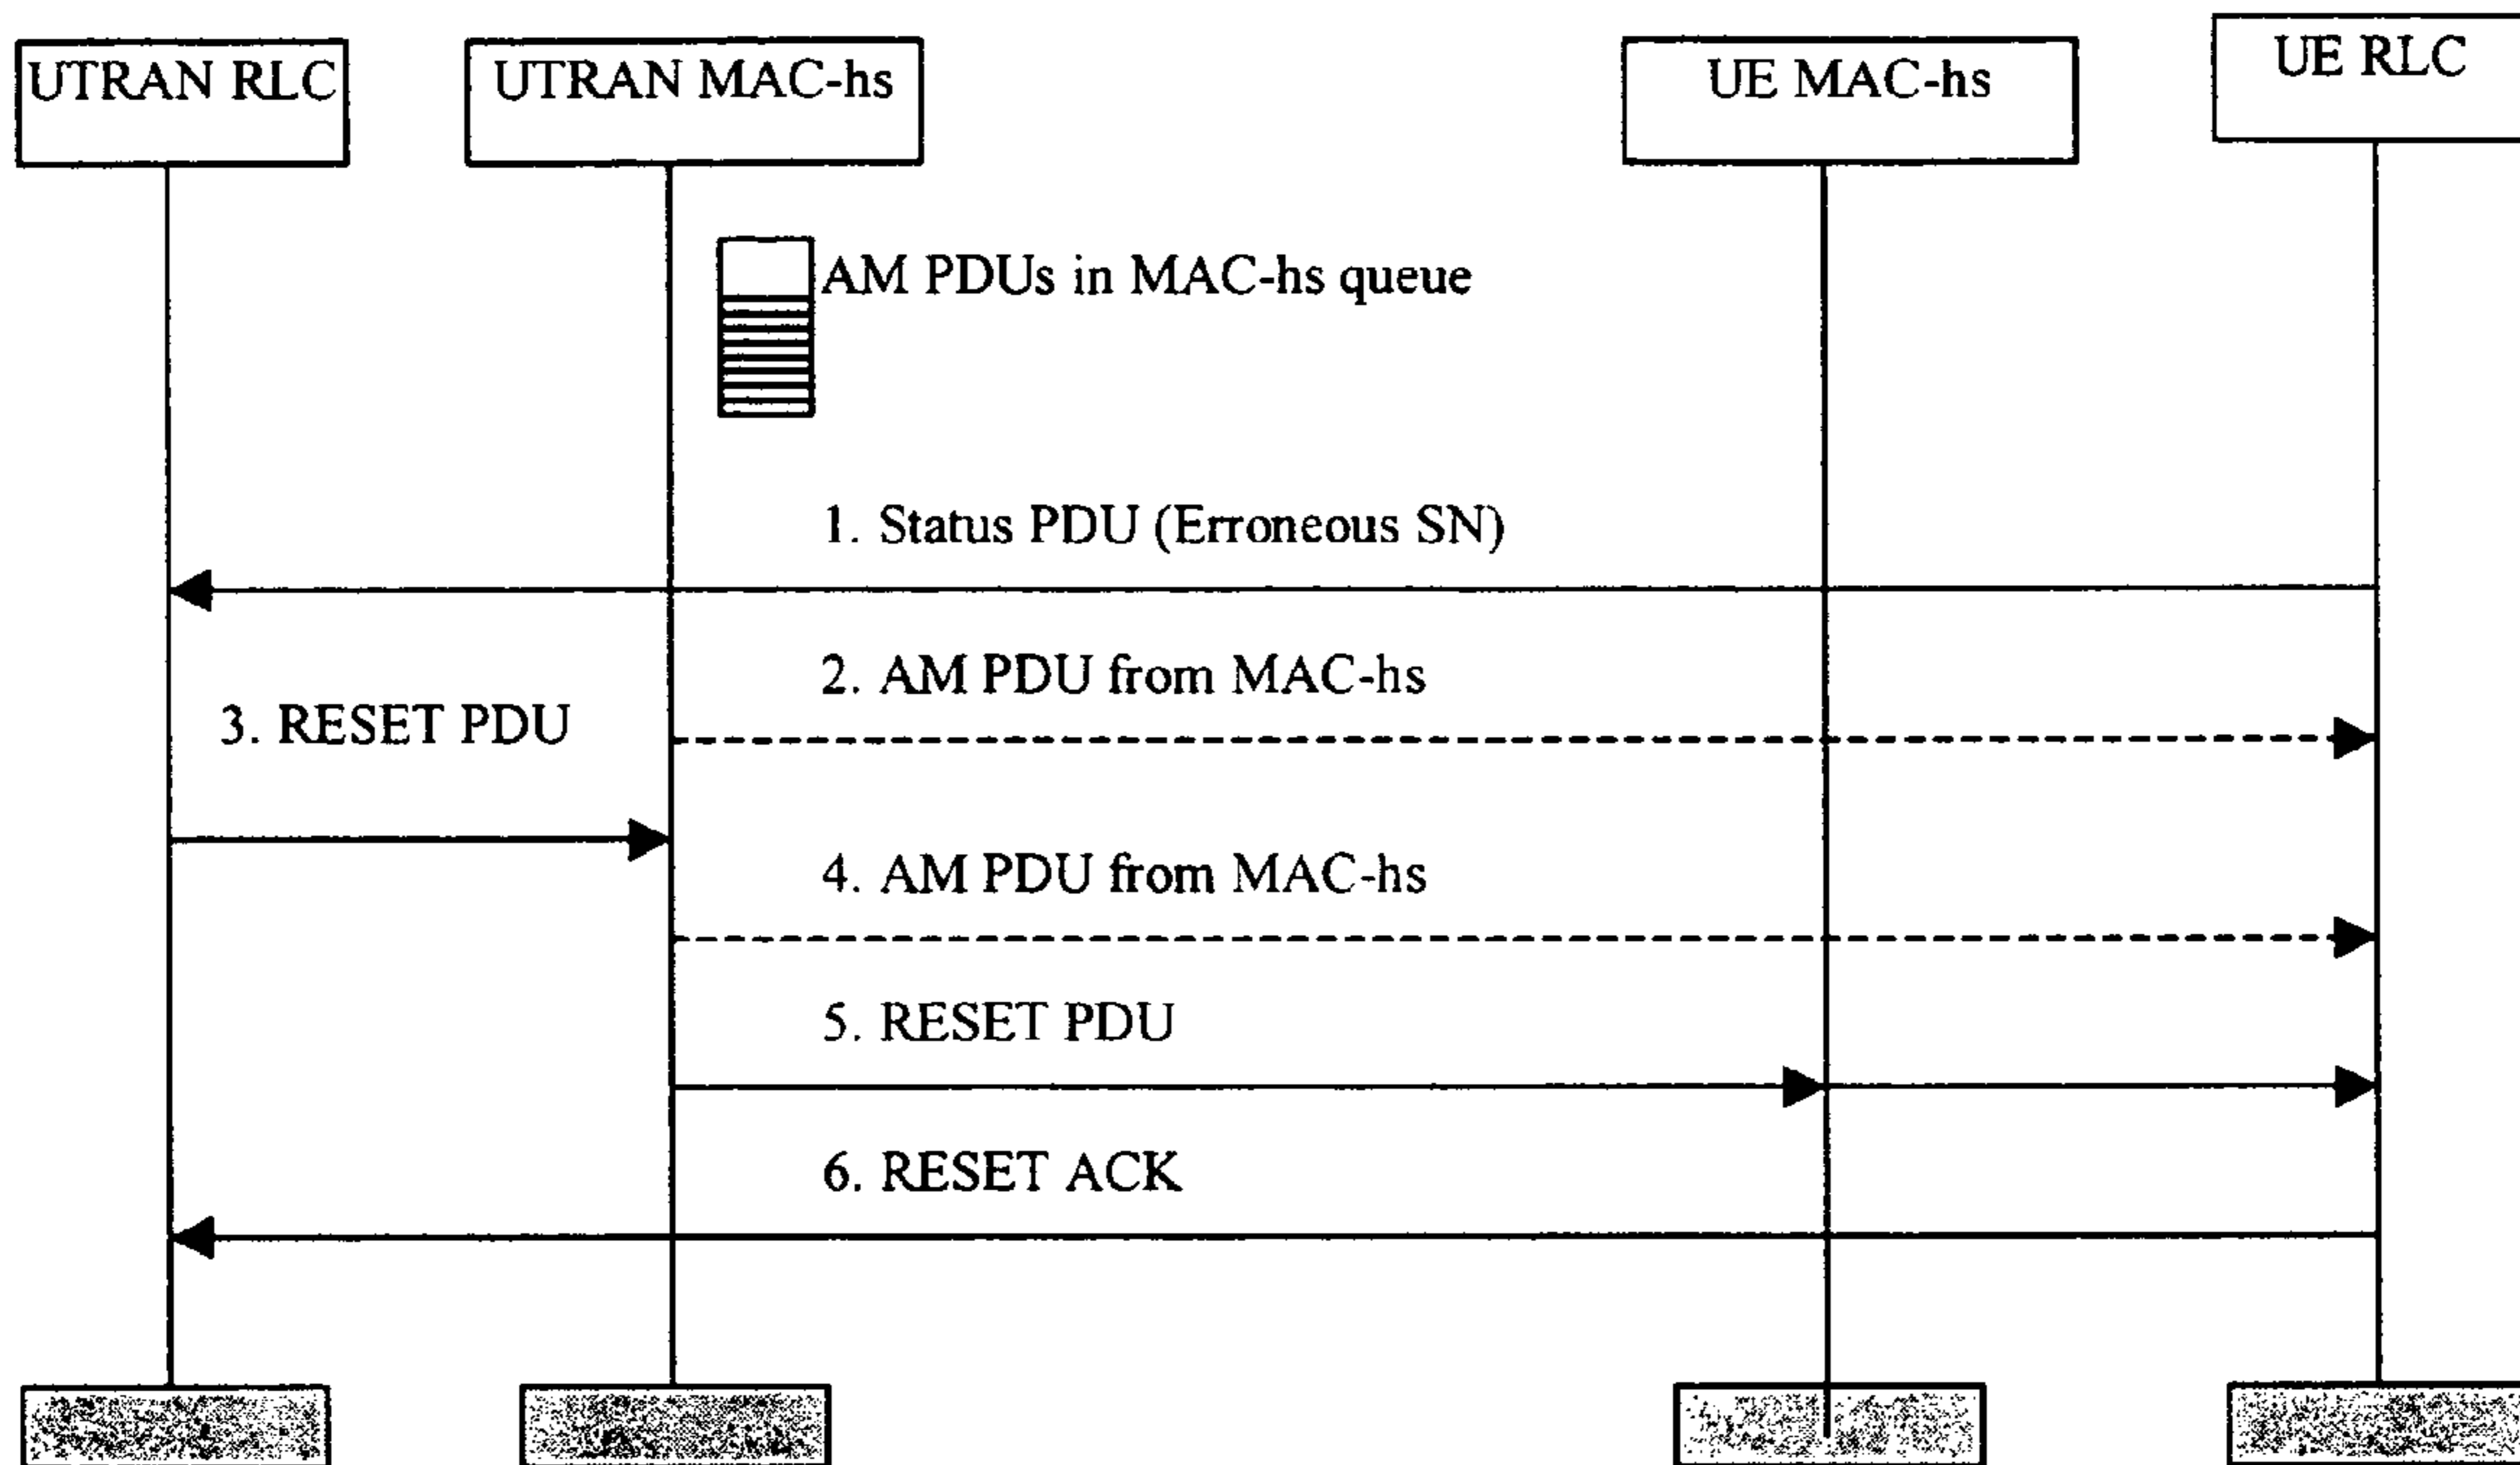 UTRAN RLC
UTRAN MAC-hs
UE MAC-hs
UE RLC
AM PDUs in MAC-hs queue
1. Status PDU (Erroneous SN)
2. AM PDU from MAC-hs
3. RESET PDU
4. AM PDU from MAC-hs
5. RESET PDU
6. RESET ACK